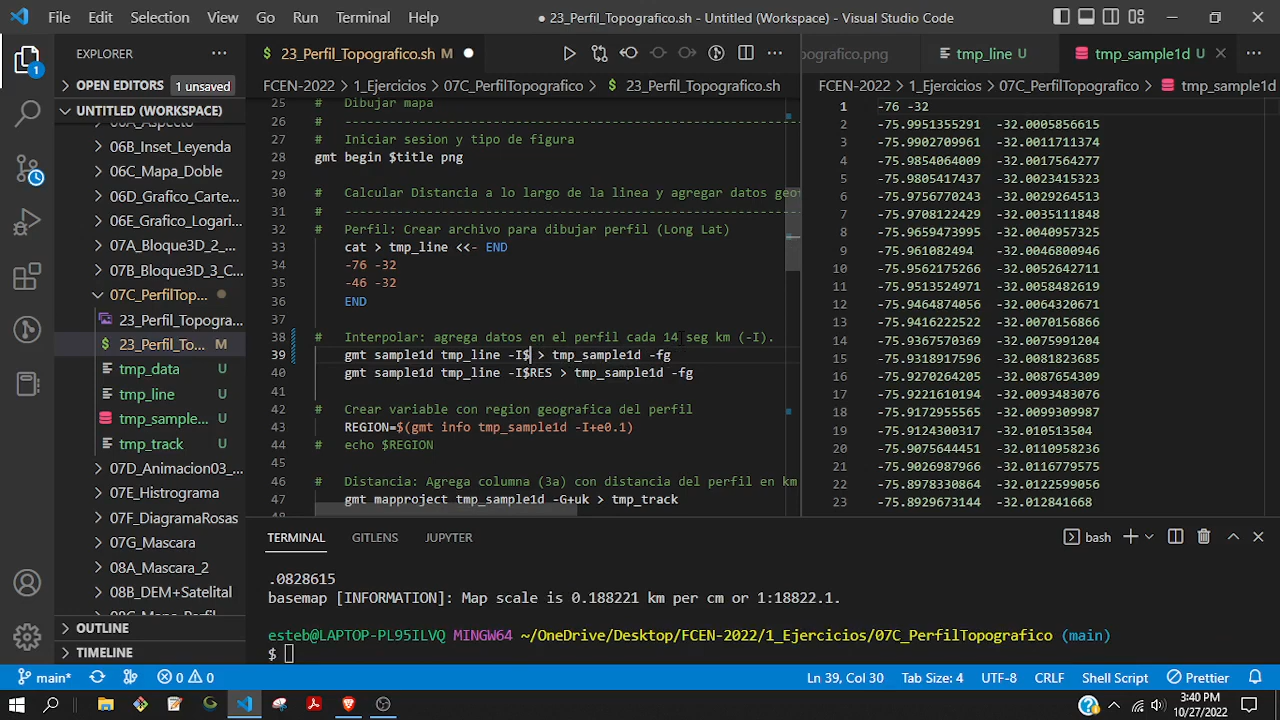 File Edit Selection View Go Run Terminal Help
● 23_Perfil_Topografico.sh - Untitled (Workspace) - Visual Studio Code
EXPLORER
OPEN EDITORS 1 unsaved
UNTITLED (WORKSPACE)
06B_Inset_Leyenda
06C_Mapa_Doble
06D_Grafico_Carte...
06E_Grafico_Logari...
07A_Bloque3D_2_...
07B_Bloque3D_3_C...
07C_PerfilTop...
23_Perfil_Topogra...
$ 23_Perfil_To... M
tmp_data U
tmp_line U
tmp_sample... U
tmp_track U
07D_Animacion03_...
07E_Histograma
07F_DiagramaRosas
07G_Mascara
08A_Mascara_2
08B_DEM+Satelital
OUTLINE
TIMELINE
1
$ 23_Perfil_Topografico.sh M ●
FCEN-2022 > 1_Ejercicios > 07C_PerfilTopografico > $ 23_Perfil_Topografico.sh
25 # Dibujar mapa
26 # -----------------------------------------------------------------
27 # Iniciar sesion y tipo de figura
28 gmt begin $title png
29
30 # Calcular Distancia a lo largo de la linea y agregar datos geo
31 # -------------------------------------------------------------
32 # Perfil: Crear archivo para dibujar perfil (Long Lat)
33 cat > tmp_line <<- END
34 -76 -32
35 -46 -32
36 END
37
38 # Interpolar: agrega datos en el perfil cada 14 seg km (-I).
39 gmt sample1d tmp_line -I$ > tmp_sample1d -fg
40 gmt sample1d tmp_line -I$RES > tmp_sample1d -fg
41
42 # Crear variable con region geografica del perfil
43 REGION=$(gmt info tmp_sample1d -I+e0.1)
44 # echo $REGION
45
46 # Distancia: Agrega columna (3a) con distancia del perfil en km
47 gmt mapproject tmp_sample1d -G+uk > tmp_track
pografico.png tmp_line U tmp_sample1d U
FCEN-2022 > 1_Ejercicios > 07C_PerfilTopografico > tmp_sample1d
1 -76 -32
2 -75.9951355291 -32.0005856615
3 -75.9902709961 -32.0011711374
4 -75.9854064009 -32.0017564277
5 -75.9805417437 -32.0023415323
6 -75.9756770243 -32.0029264513
7 -75.9708122429 -32.0035111848
8 -75.9659473995 -32.0040957325
9 -75.961082494 -32.0046800946
10 -75.9562175266 -32.0052642711
11 -75.9513524971 -32.0058482619
12 -75.9464874056 -32.0064320671
13 -75.9416222522 -32.0070156866
14 -75.9367570369 -32.0075991204
15 -75.9318917596 -32.0081823685
16 -75.9270264205 -32.0087654309
17 -75.9221610194 -32.0093483076
18 -75.9172955565 -32.0099309987
19 -75.9124300317 -32.010513504
20 -75.9075644451 -32.0110958236
21 -75.9026987966 -32.0116779575
22 -75.8978330864 -32.0122599056
23 -75.8929673144 -32.012841668
TERMINAL GITLENS JUPYTER
bash
.0828615
basemap [INFORMATION]: Map scale is 0.188221 km per cm or 1:18822.1.
esteb@LAPTOP-PL95ILVQ MINGW64 ~/OneDrive/Desktop/FCEN-2022/1_Ejercicios/07C_PerfilTopografico (main)
$
main* 0 0 Ln 39, Col 30 Tab Size: 4 UTF-8 CRLF Shell Script Prettier
3:40 PM
10/27/2022